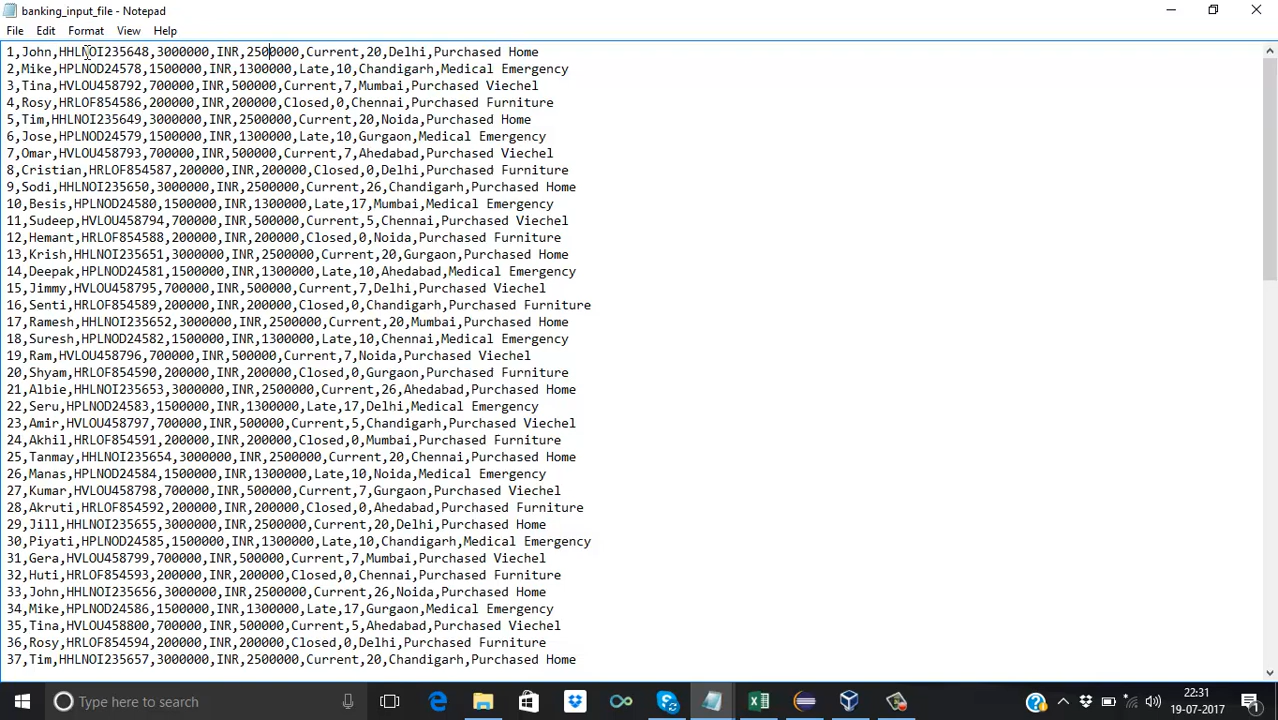 banking_input_file - Notepad
File Edit Format View Help
1,John,HHLNOI235648,3000000,INR,2500000,Current,20,Delhi,Purchased Home
2,Mike,HPLNOD24578,1500000,INR,1300000,Late,10,Chandigarh,Medical Emergency
3,Tina,HVLOU458792,700000,INR,500000,Current,7,Mumbai,Purchased Viechel
4,Rosy,HRLOF854586,200000,INR,200000,Closed,0,Chennai,Purchased Furniture
5,Tim,HHLNOI235649,3000000,INR,2500000,Current,20,Noida,Purchased Home
6,Jose,HPLNOD24579,1500000,INR,1300000,Late,10,Gurgaon,Medical Emergency
7,Omar,HVLOU458793,700000,INR,500000,Current,7,Ahedabad,Purchased Viechel
8,Cristian,HRLOF854587,200000,INR,200000,Closed,0,Delhi,Purchased Furniture
9,Sodi,HHLNOI235650,3000000,INR,2500000,Current,26,Chandigarh,Purchased Home
10,Besis,HPLNOD24580,1500000,INR,1300000,Late,17,Mumbai,Medical Emergency
11,Sudeep,HVLOU458794,700000,INR,500000,Current,5,Chennai,Purchased Viechel
12,Hemant,HRLOF854588,200000,INR,200000,Closed,0,Noida,Purchased Furniture
13,Krish,HHLNOI235651,3000000,INR,2500000,Current,20,Gurgaon,Purchased Home
14,Deepak,HPLNOD24581,1500000,INR,1300000,Late,10,Ahedabad,Medical Emergency
15,Jimmy,HVLOU458795,700000,INR,500000,Current,7,Delhi,Purchased Viechel
16,Senti,HRLOF854589,200000,INR,200000,Closed,0,Chandigarh,Purchased Furniture
17,Ramesh,HHLNOI235652,3000000,INR,2500000,Current,20,Mumbai,Purchased Home
18,Suresh,HPLNOD24582,1500000,INR,1300000,Late,10,Chennai,Medical Emergency
19,Ram,HVLOU458796,700000,INR,500000,Current,7,Noida,Purchased Viechel
20,Shyam,HRLOF854590,200000,INR,200000,Closed,0,Gurgaon,Purchased Furniture
21,Albie,HHLNOI235653,3000000,INR,2500000,Current,26,Ahedabad,Purchased Home
22,Seru,HPLNOD24583,1500000,INR,1300000,Late,17,Delhi,Medical Emergency
23,Amir,HVLOU458797,700000,INR,500000,Current,5,Chandigarh,Purchased Viechel
24,Akhil,HRLOF854591,200000,INR,200000,Closed,0,Mumbai,Purchased Furniture
25,Tanmay,HHLNOI235654,3000000,INR,2500000,Current,20,Chennai,Purchased Home
26,Manas,HPLNOD24584,1500000,INR,1300000,Late,10,Noida,Medical Emergency
27,Kumar,HVLOU458798,700000,INR,500000,Current,7,Gurgaon,Purchased Viechel
28,Akruti,HRLOF854592,200000,INR,200000,Closed,0,Ahedabad,Purchased Furniture
29,Jill,HHLNOI235655,3000000,INR,2500000,Current,20,Delhi,Purchased Home
30,Piyati,HPLNOD24585,1500000,INR,1300000,Late,10,Chandigarh,Medical Emergency
31,Gera,HVLOU458799,700000,INR,500000,Current,7,Mumbai,Purchased Viechel
32,Huti,HRLOF854593,200000,INR,200000,Closed,0,Chennai,Purchased Furniture
33,John,HHLNOI235656,3000000,INR,2500000,Current,26,Noida,Purchased Home
34,Mike,HPLNOD24586,1500000,INR,1300000,Late,17,Gurgaon,Medical Emergency
35,Tina,HVLOU458800,700000,INR,500000,Current,5,Ahedabad,Purchased Viechel
36,Rosy,HRLOF854594,200000,INR,200000,Closed,0,Delhi,Purchased Furniture
37,Tim,HHLNOI235657,3000000,INR,2500000,Current,20,Chandigarh,Purchased Home
Type here to search
22:31
19-07-2017